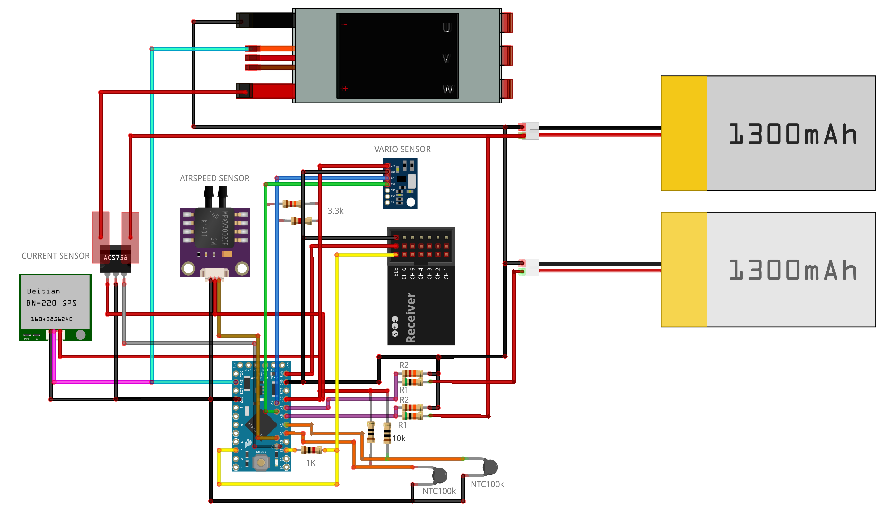 U
A
W
1300mAh
VARIO SENSOR
AIRSPEED SENSOR
3.3k
CURRENT SENSOR
ACS758
Beitian
BN-220 GPS
1300mAh
Receiver
R2
R1
R2
R1
10k
1K
NTC100k
NTC100k